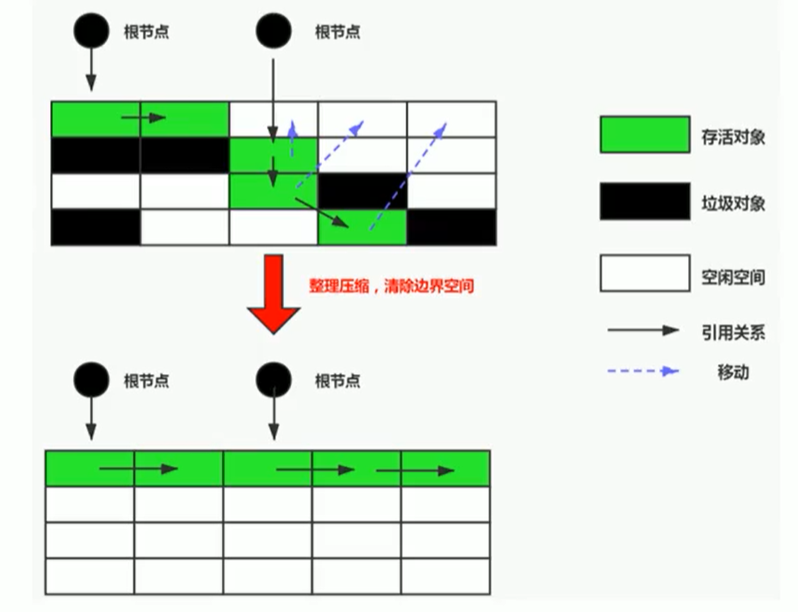 根节点
根节点
存活对象
垃圾对象
空闲空间
整理压缩，清除边界空间
引用关系
移动
根节点
根节点